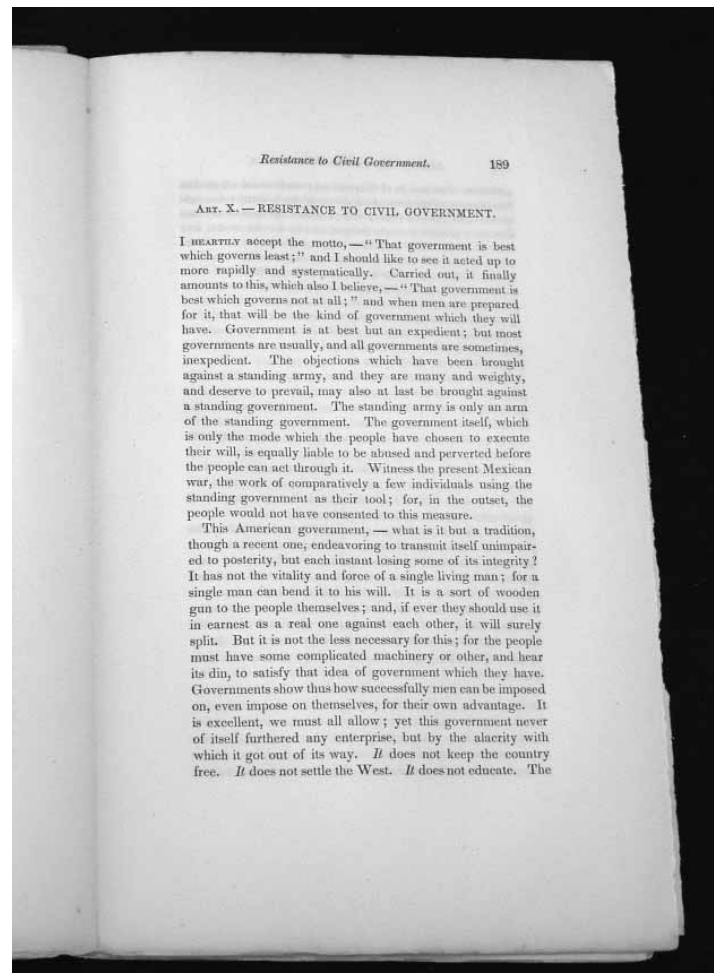 Resistance to Civil Government. 189
ART. X. — RESISTANCE TO CIVIL GOVERNMENT.
I HEARTILY accept the motto, — “ That government is best
which governs least ; ” and I should like to see it acted up to
more rapidly and systematically. Carried out, it finally
amounts to this, which also I believe, — “ That government is
best which governs not at all ; ” and when men are prepared
for it, that will be the kind of government which they will
have. Government is at best but an expedient ; but most
governments are usually, and all governments are sometimes,
inexpedient. The objections which have been brought
against a standing army, and they are many and weighty,
and deserve to prevail, may also at last be brought against
a standing government. The standing army is only an arm
of the standing government. The government itself, which
is only the mode which the people have chosen to execute
their will, is equally liable to be abused and perverted before
the people can act through it. Witness the present Mexican
war, the work of comparatively a few individuals using the
standing government as their tool ; for, in the outset, the
people would not have consented to this measure.
This American government, — what is it but a tradition,
though a recent one, endeavoring to transmit itself unimpair-
ed to posterity, but each instant losing some of its integrity ?
It has not the vitality and force of a single living man ; for a
single man can bend it to his will. It is a sort of wooden
gun to the people themselves ; and, if ever they should use it
in earnest as a real one against each other, it will surely
split. But it is not the less necessary for this ; for the people
must have some complicated machinery or other, and hear
its din, to satisfy that idea of government which they have.
Governments show thus how successfully men can be imposed
on, even impose on themselves, for their own advantage. It
is excellent, we must all allow ; yet this government never
of itself furthered any enterprise, but by the alacrity with
which it got out of its way. It does not keep the country
free. It does not settle the West. It does not educate. The